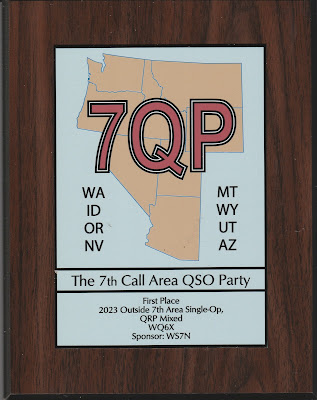 7QP
WA
ID
OR
NV
MT
WY
UT
AZ
The 7th Call Area QSO Party
First Place
2023 Outside 7th Area Single-Op,
QRP Mixed
WQ6X
Sponsor: WS7N